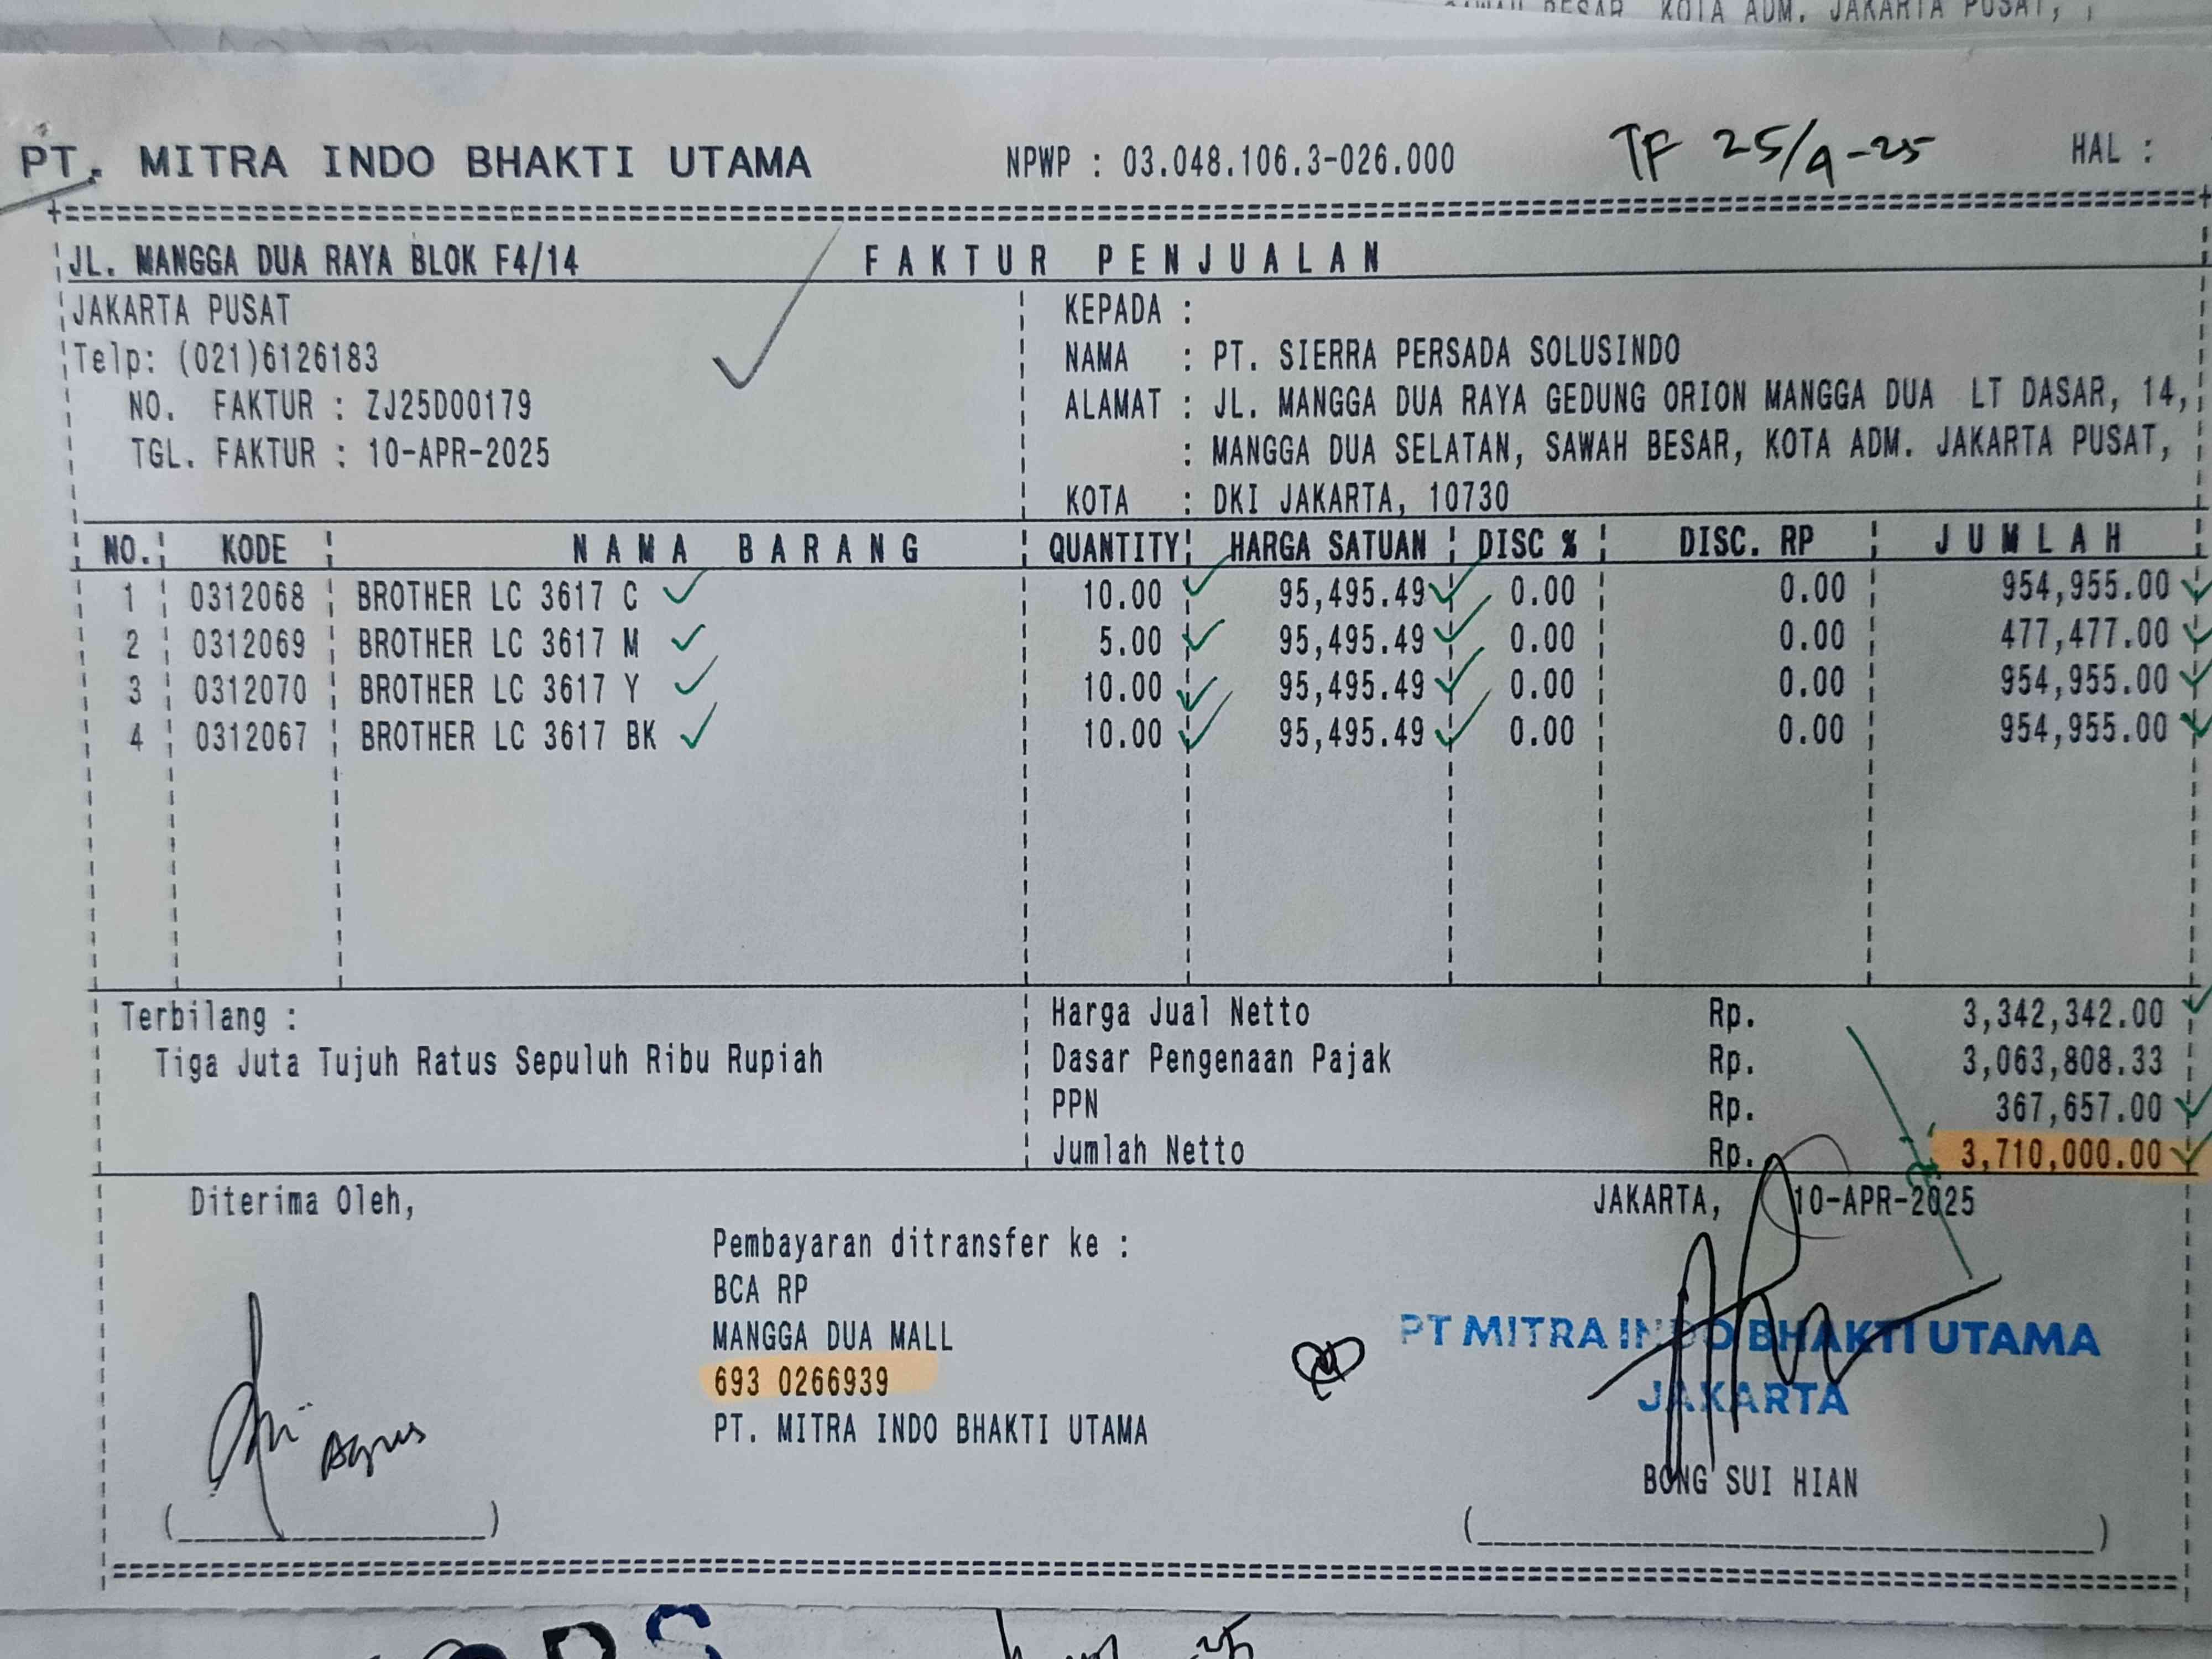 PT. MITRA INDO BHAKTI UTAMA NPWP : 03.048.106.3-026.000 TF 25/4-25 HAL :
JL. MANGGA DUA RAYA BLOK F4/14 FAKTUR PENJUALAN
JAKARTA PUSAT KEPADA :
Telp: (021)6126183 NAMA : PT. SIERRA PERSADA SOLUSINDO
NO. FAKTUR : ZJ25D00179 ALAMAT : JL. MANGGA DUA RAYA GEDUNG ORION MANGGA DUA LT DASAR, 14,
TGL. FAKTUR : 10-APR-2025 : MANGGA DUA SELATAN, SAWAH BESAR, KOTA ADM. JAKARTA PUSAT,
KOTA : DKI JAKARTA, 10730
NO. KODE NAMA BARANG QUANTITY HARGA SATUAN DISC % DISC. RP JUMLAH
1 0312068 BROTHER LC 3617 C 10.00 95,495.49 0.00 0.00 954,955.00
2 0312069 BROTHER LC 3617 M 5.00 95,495.49 0.00 0.00 477,477.00
3 0312070 BROTHER LC 3617 Y 10.00 95,495.49 0.00 0.00 954,955.00
4 0312067 BROTHER LC 3617 BK 10.00 95,495.49 0.00 0.00 954,955.00
Terbilang : Harga Jual Netto Rp. 3,342,342.00
Tiga Juta Tujuh Ratus Sepuluh Ribu Rupiah Dasar Pengenaan Pajak Rp. 3,063,808.33
PPN Rp. 367,657.00
Jumlah Netto Rp. 3,710,000.00
Diterima Oleh, JAKARTA, 10-APR-2025
Pembayaran ditransfer ke :
BCA RP
MANGGA DUA MALL PT MITRA INDO BHAKTI UTAMA
693 0266939 JAKARTA
PT. MITRA INDO BHAKTI UTAMA
Agus
BONG SUI HIAN